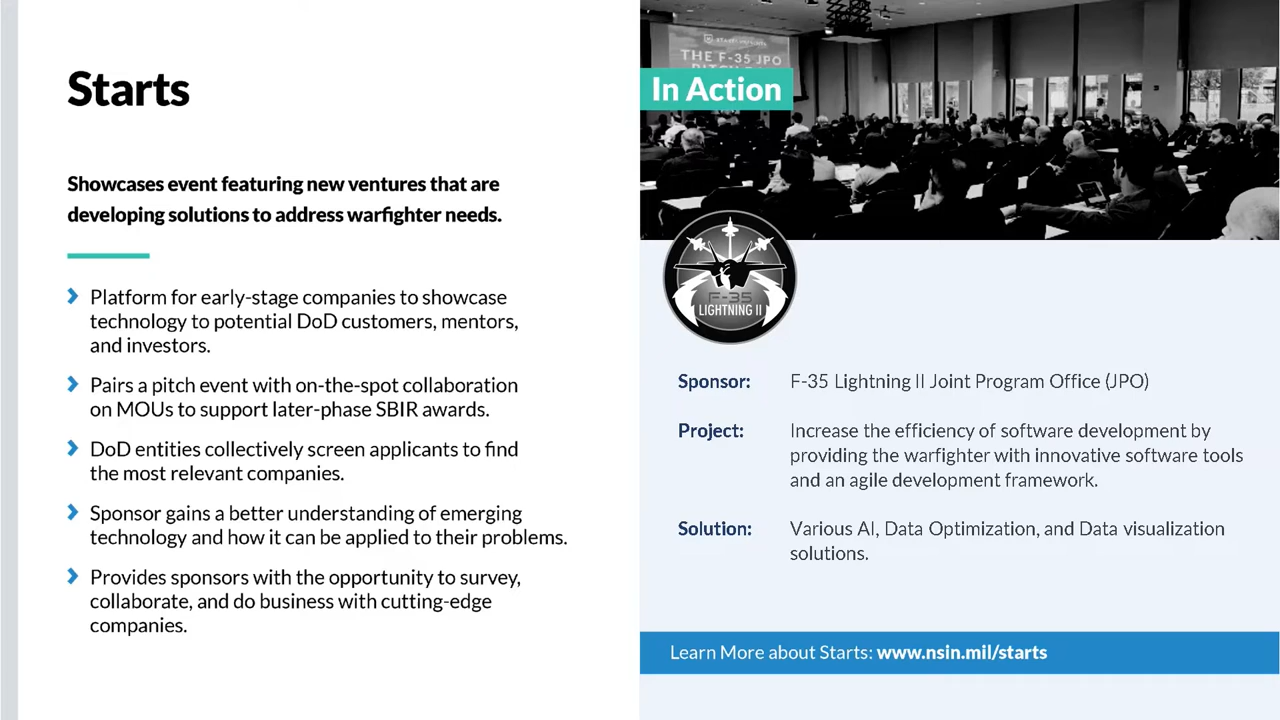 Starts
Showcases event featuring new ventures that are
developing solutions to address warfighter needs.
Platform for early-stage companies to showcase
technology to potential DoD customers, mentors,
and investors.
Pairs a pitch event with on-the-spot collaboration
on MOUs to support later-phase SBIR awards.
DoD entities collectively screen applicants to find
the most relevant companies.
Sponsor gains a better understanding of emerging
technology and how it can be applied to their problems.
Provides sponsors with the opportunity to survey,
collaborate, and do business with cutting-edge
companies.
THE F-35 JPO
In Action
F-35
LIGHTNING II
Sponsor: F-35 Lightning II Joint Program Office (JPO)
Project: Increase the efficiency of software development by
providing the warfighter with innovative software tools
and an agile development framework.
Solution: Various AI, Data Optimization, and Data visualization
solutions.
Learn More about Starts: www.nsin.mil/starts